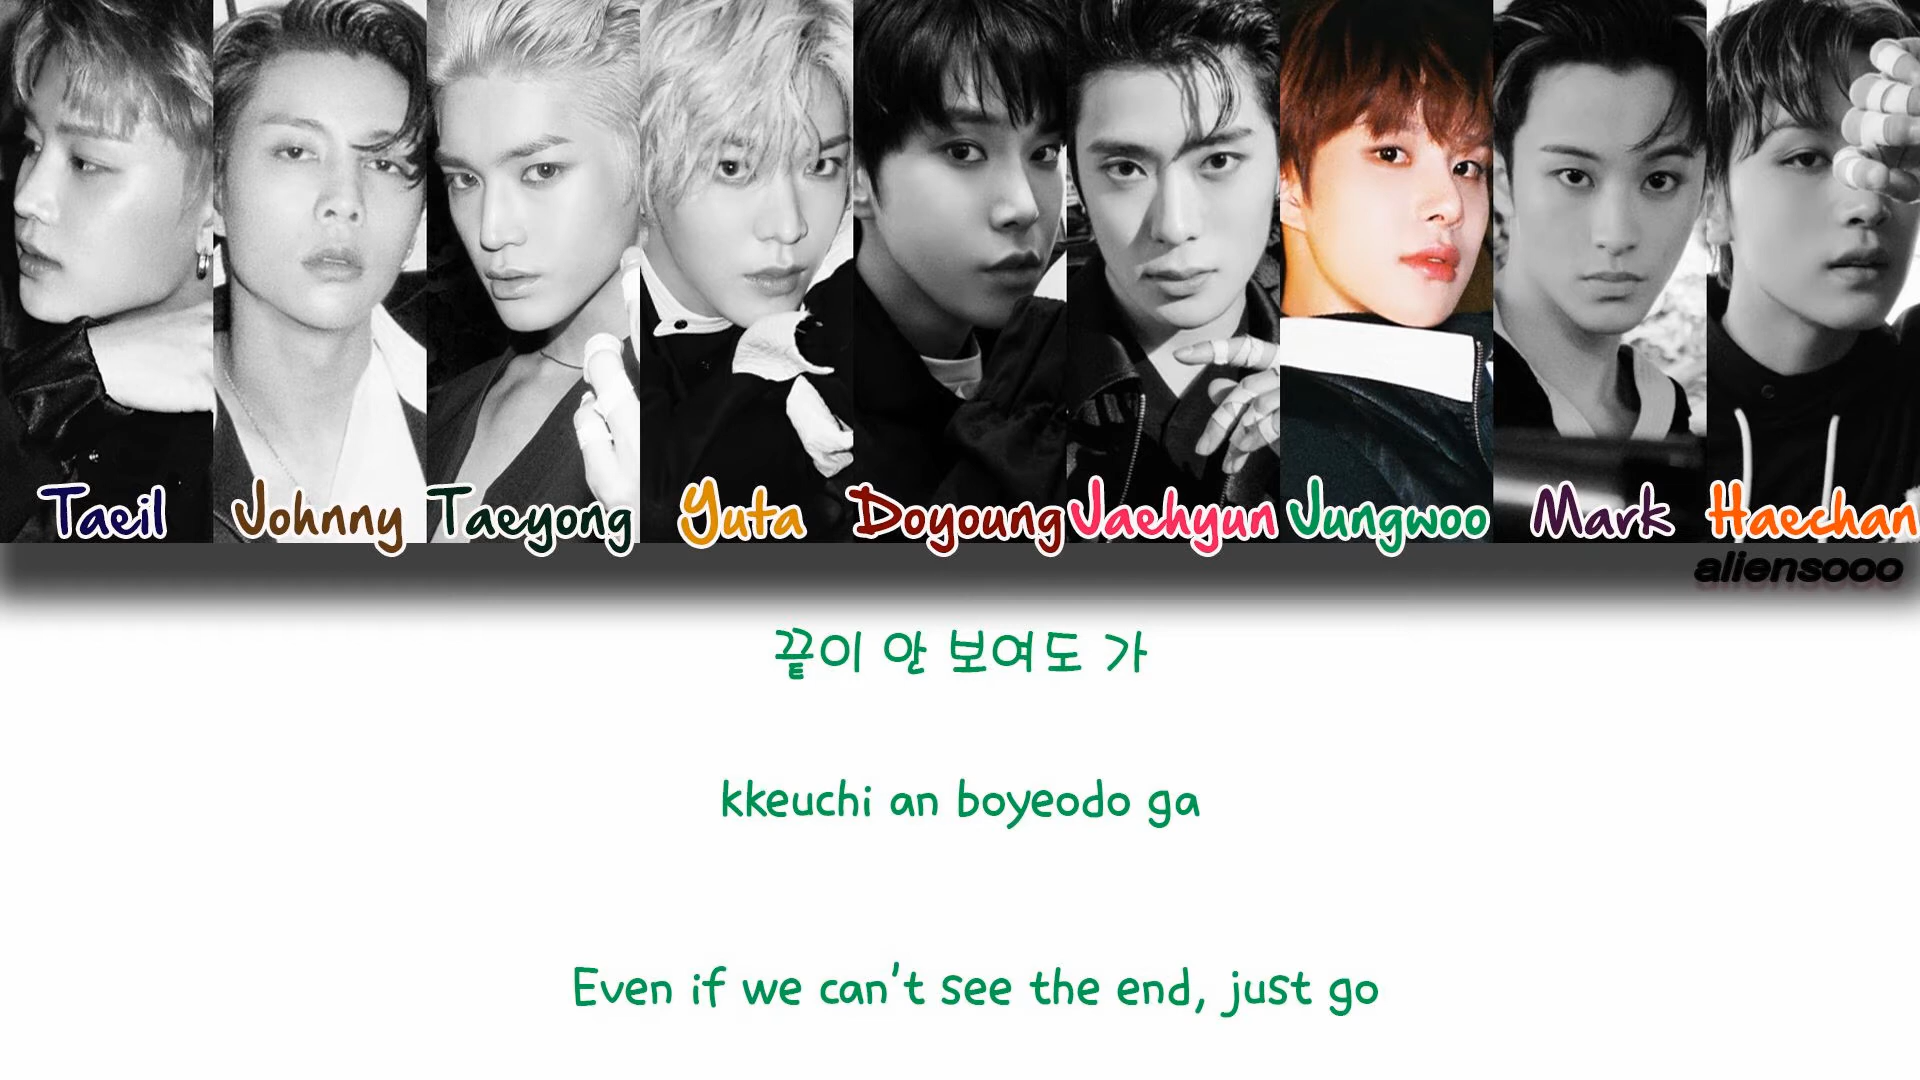 Taeil Johnny Taeyong Yuta Doyoung Jaehyun Jungwoo Mark Haechan
aliensooo
끝이 안 보여도 가
kkeuchi an boyeodo ga
Even if we can't see the end, just go